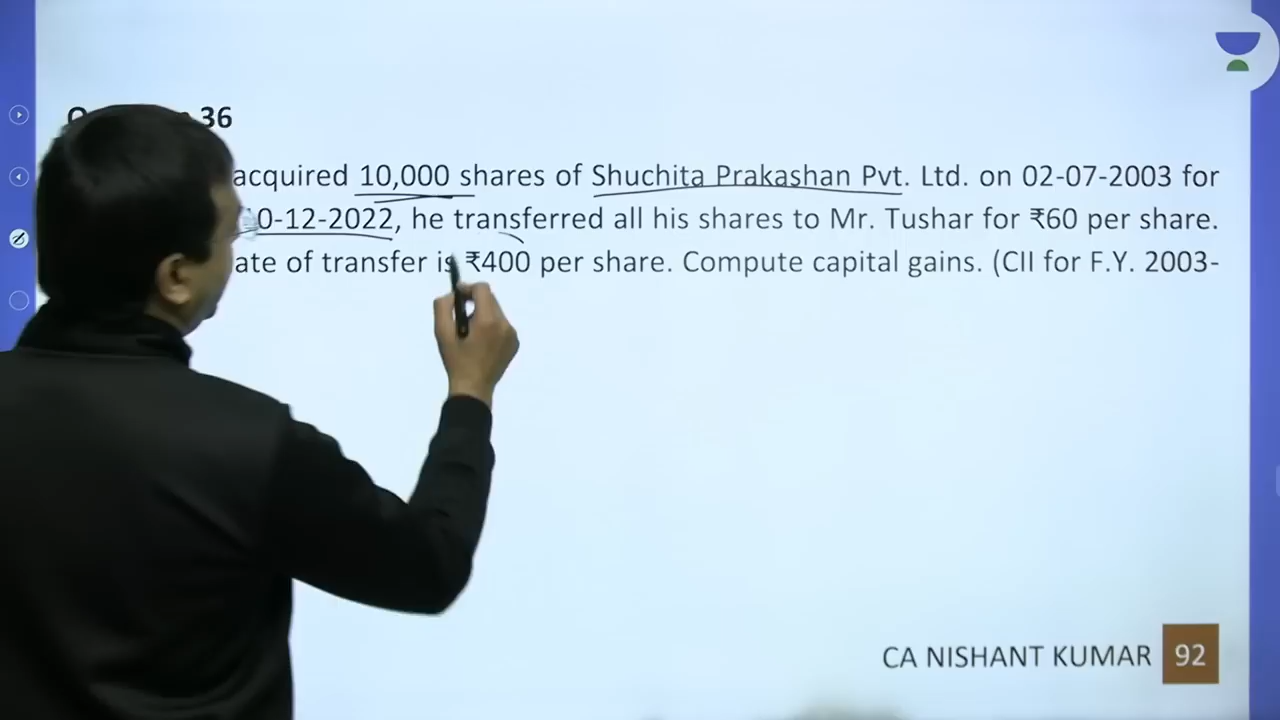 36
acquired 10,000 shares of Shuchita Prakashan Pvt. Ltd. on 02-07-2003 for
0-12-2022, he transferred all his shares to Mr. Tushar for ₹60 per share.
ate of transfer is ₹400 per share. Compute capital gains. (CII for F.Y. 2003-
CA NISHANT KUMAR 92